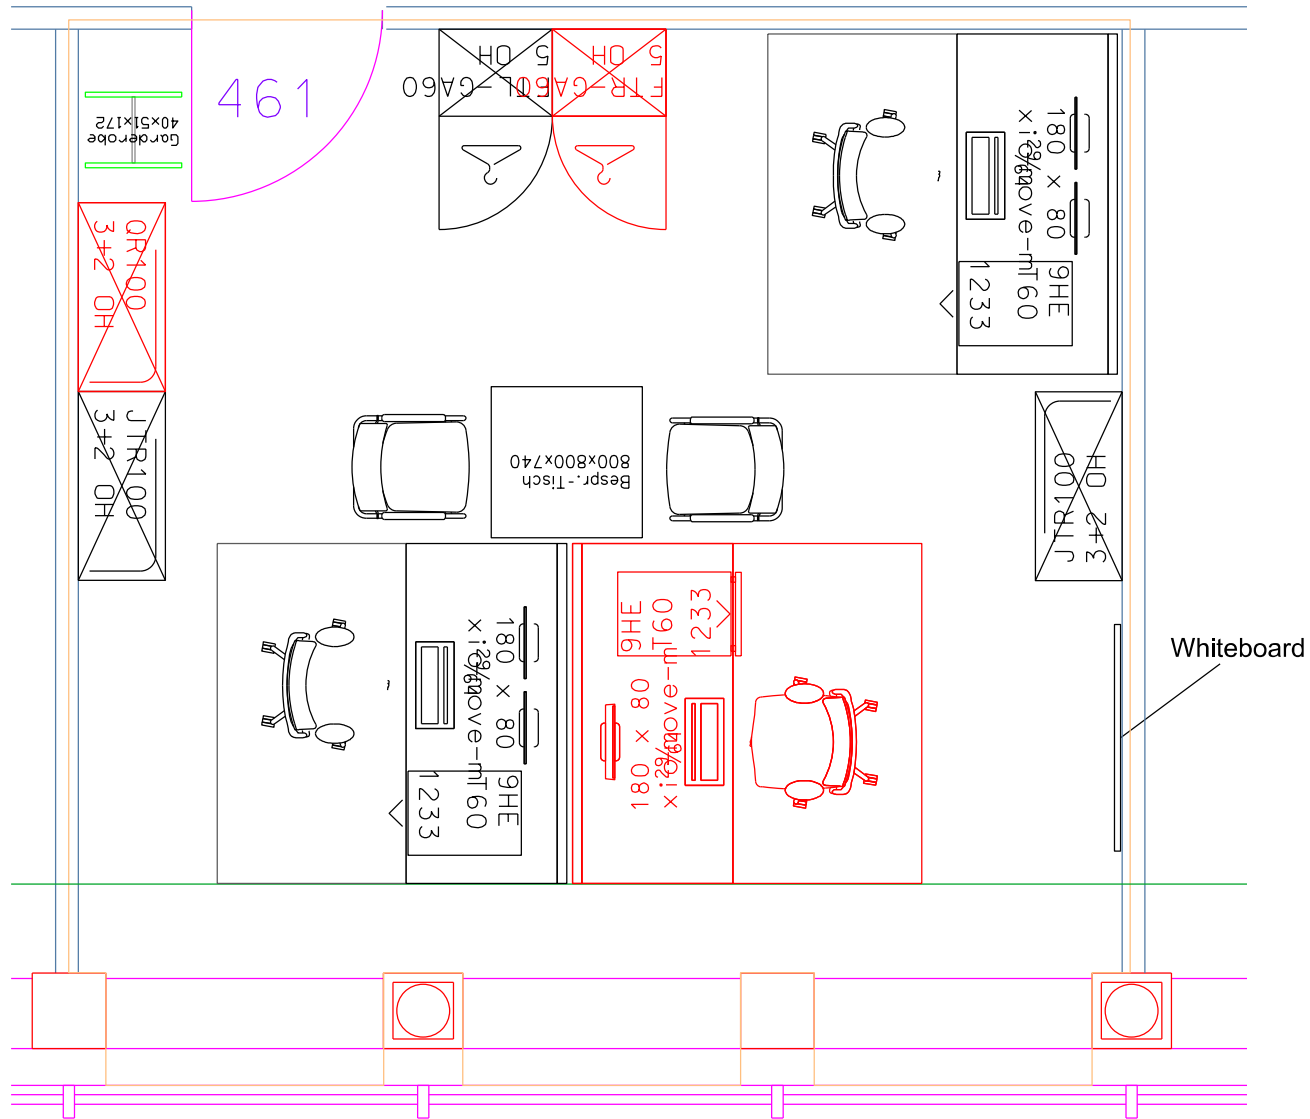 461
Garderobe
40x51x172
5 OH
FTL-GA60
5 OH
FTR-GA60
QR100
3+2 OH
JTR100
3+2 OH
180 x 80
xio/move-mT60
9HE
1233
Bespr.-Tisch
800x800x740
JTR100
3+2 OH
180 x 80
xio/move-mT60
9HE
1233
9HE
1233
180 x 80
xio/move-mT60
Whiteboard